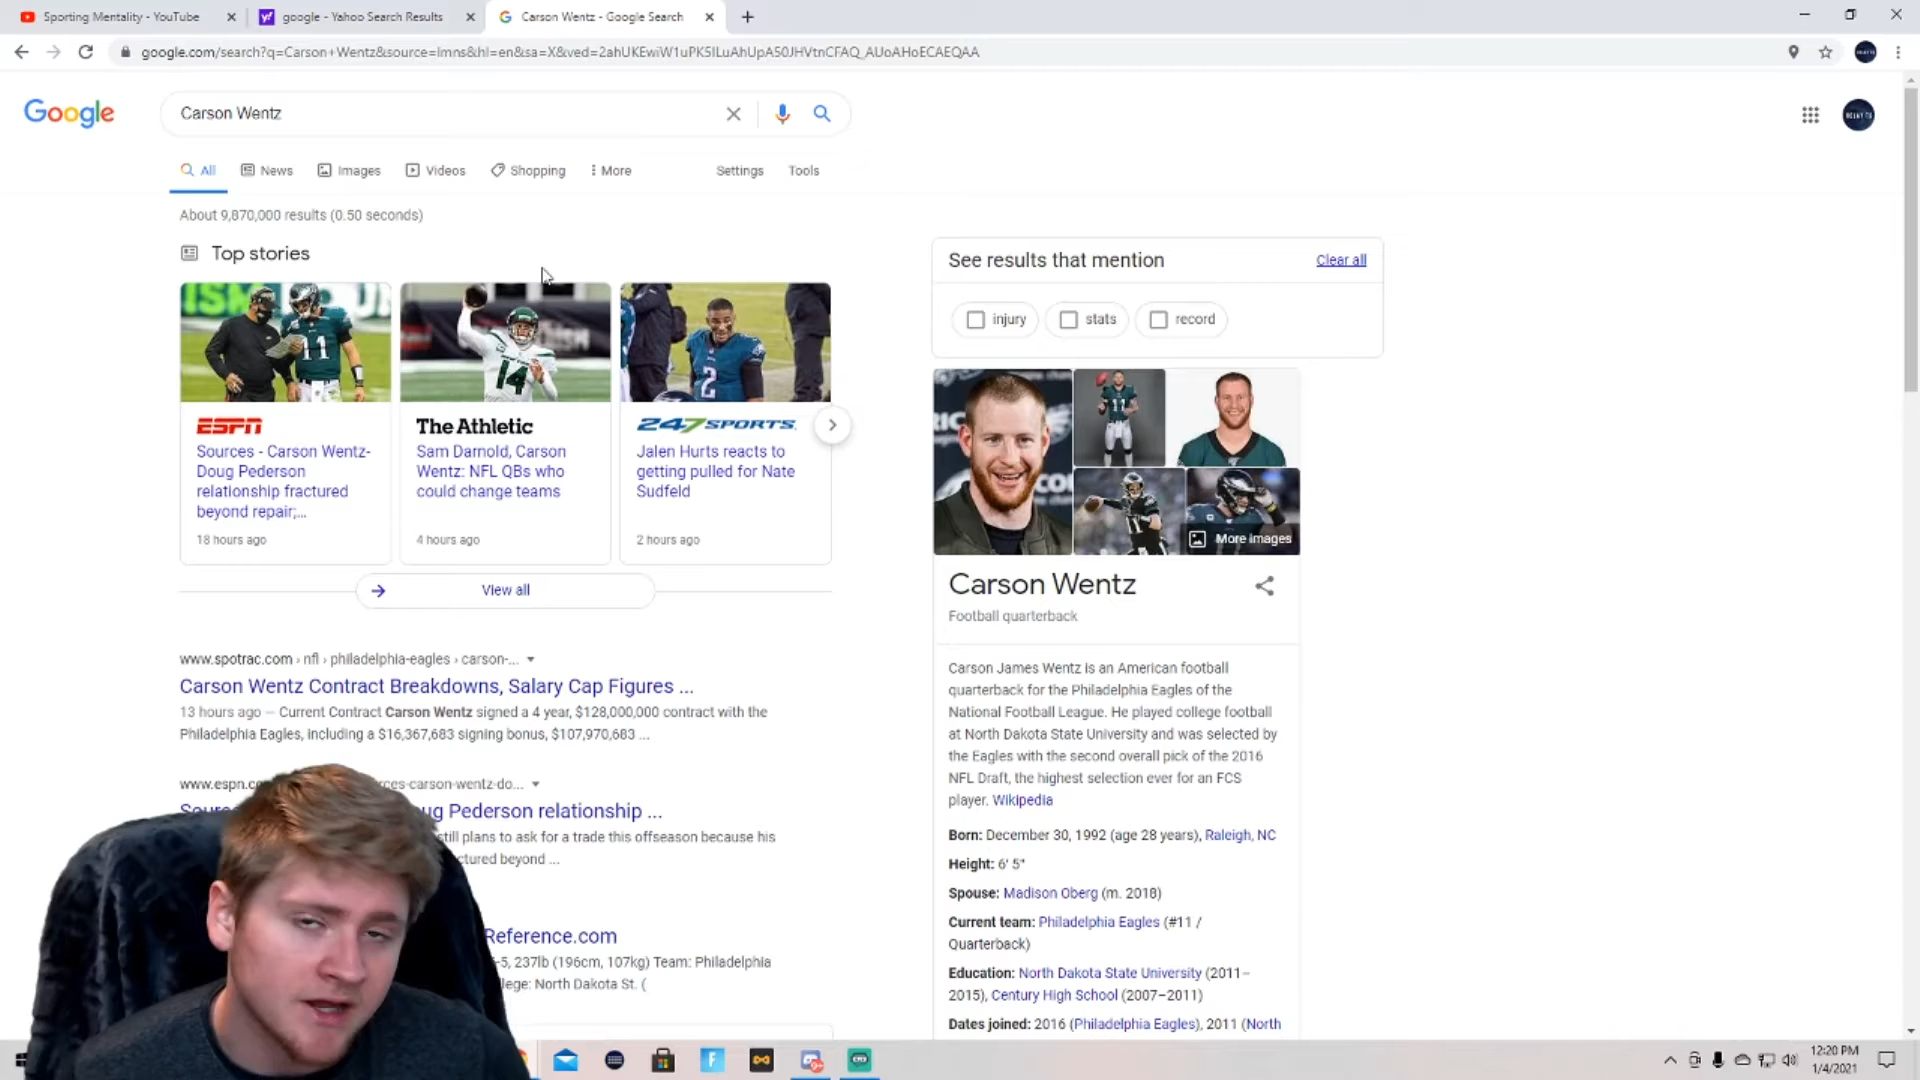 Sporting Mentality - YouTube
google - Yahoo Search Results
Carson Wentz - Google Search
google.com/search?q=Carson+Wentz&source=lmns&hl=en&sa=X&ved=2ahUKEwiW1uPK5ILuAhUpA50JHVtnCFAQ_AUoAHoECAEQAA
Google
Carson Wentz
All
News
Images
Videos
Shopping
More
Settings
Tools
About 9,870,000 results (0.50 seconds)
Top stories
ESPN
Sources - Carson Wentz-
Doug Pederson
relationship fractured
beyond repair;...
18 hours ago
The Athletic
Sam Darnold, Carson
Wentz: NFL QBs who
could change teams
4 hours ago
247SPORTS
Jalen Hurts reacts to
getting pulled for Nate
Sudfeld
2 hours ago
View all
www.spotrac.com › nfl › philadelphia-eagles › carson-...
Carson Wentz Contract Breakdowns, Salary Cap Figures ...
13 hours ago — Current Contract Carson Wentz signed a 4 year, $128,000,000 contract with the
Philadelphia Eagles, including a $16,367,683 signing bonus, $107,970,683 ...
www.espn.co rces-carson-wentz-do...
Sour ug Pederson relationship ...
still plans to ask for a trade this offseason because his
ctured beyond ...
Reference.com
-5, 237lb (196cm, 107kg) Team: Philadelphia
lege: North Dakota St. (
See results that mention
Clear all
injury
stats
record
More images
Carson Wentz
Football quarterback
Carson James Wentz is an American football
quarterback for the Philadelphia Eagles of the
National Football League. He played college football
at North Dakota State University and was selected by
the Eagles with the second overall pick of the 2016
NFL Draft, the highest selection ever for an FCS
player. Wikipedia
Born: December 30, 1992 (age 28 years), Raleigh, NC
Height: 6′ 5″
Spouse: Madison Oberg (m. 2018)
Current team: Philadelphia Eagles (#11 /
Quarterback)
Education: North Dakota State University (2011–
2015), Century High School (2007–2011)
Dates joined: 2016 (Philadelphia Eagles), 2011 (North
12:20 PM
1/4/2021